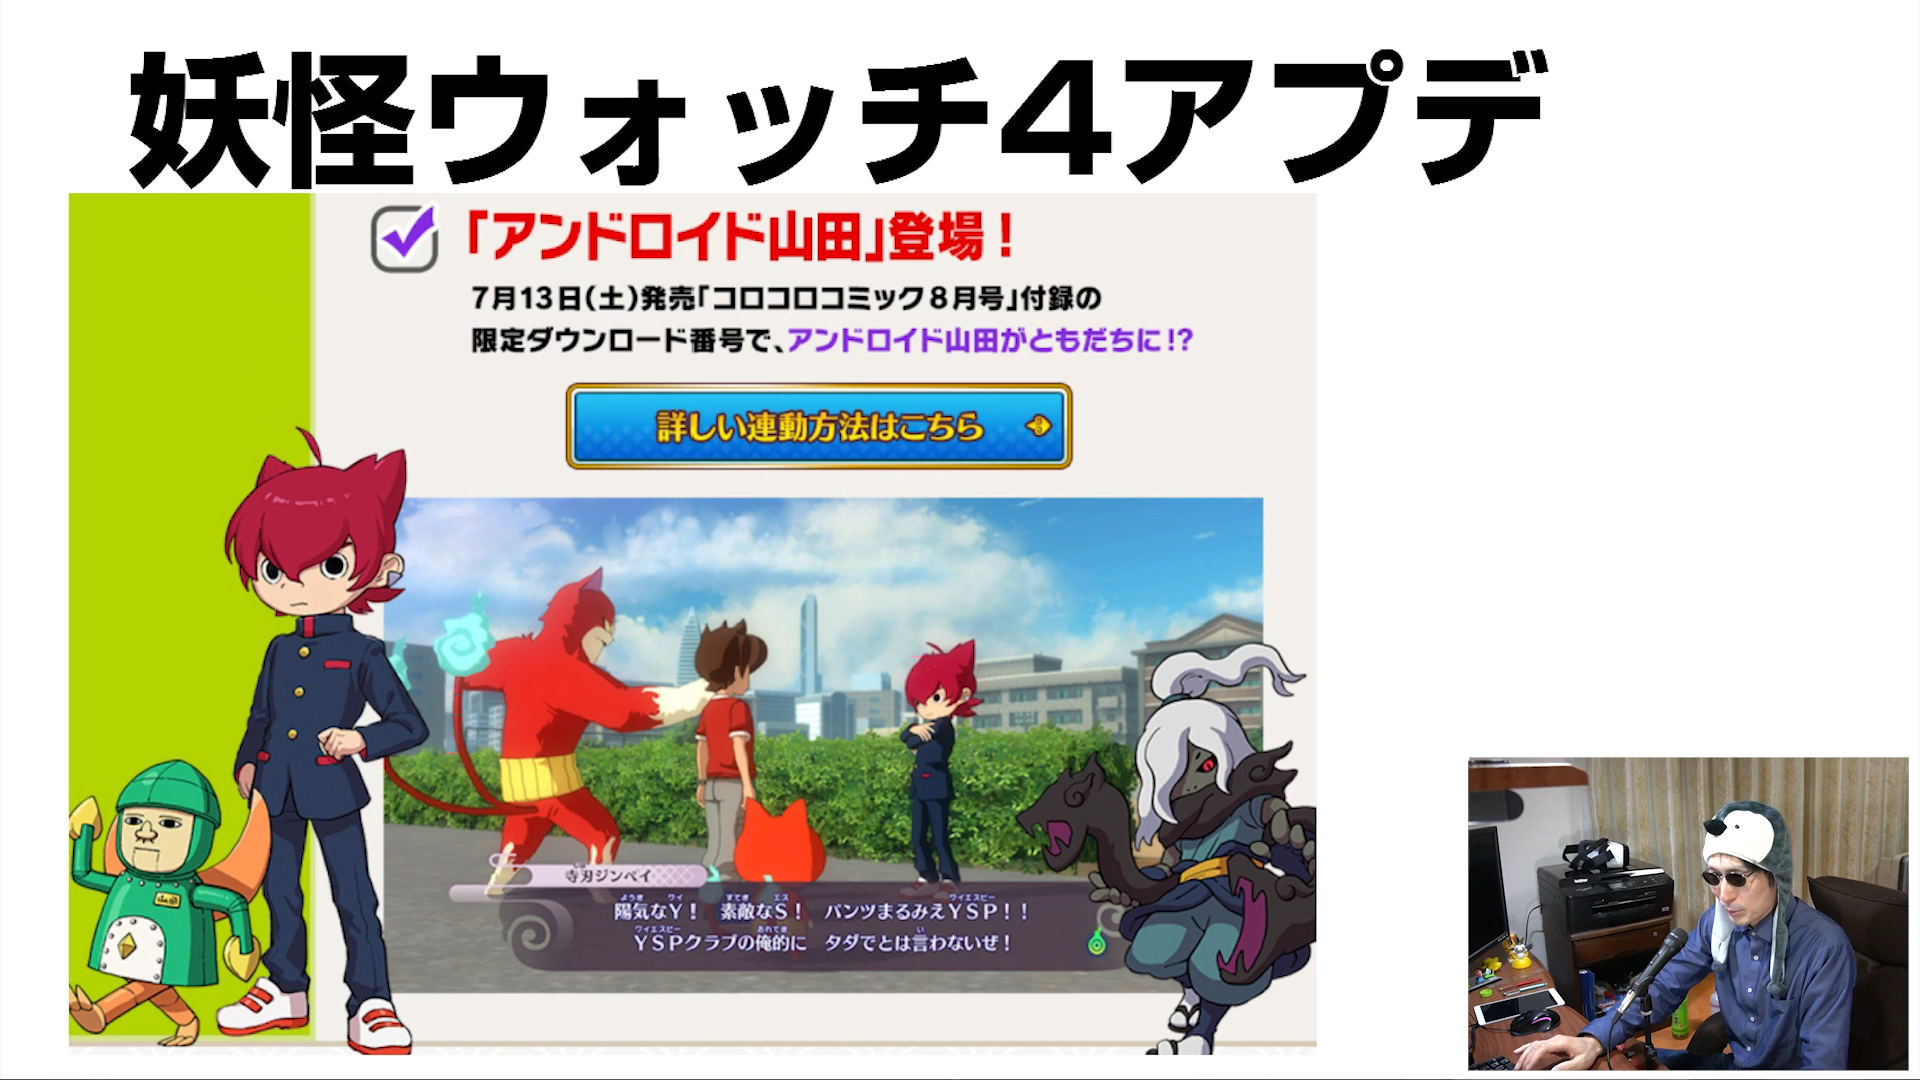 妖怪ウォッチ4アプデ
「アンドロイド山田」登場！
7月13日(土)発売「コロコロコミック8月号」付録の
限定ダウンロード番号で、アンドロイド山田がともだちに!?
詳しい連動方法はこちら
寺刃ジンペイ
陽気なＹ！ 素敵なＳ！ パンツまるみえＹＳＰ！！
ＹＳＰクラブの俺的に タダでとは言わないぜ！
山田